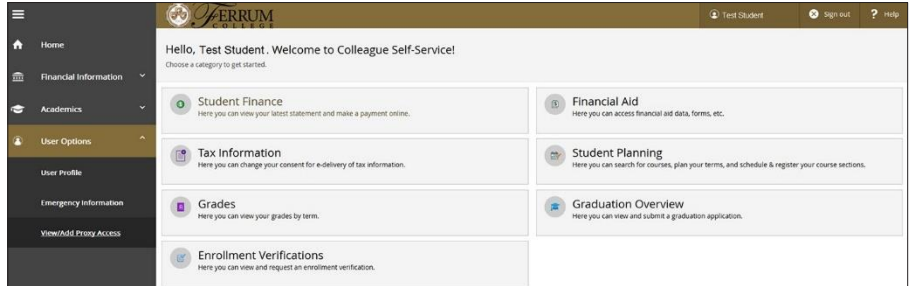 FERRUM
COLLEGE
Test Student
Sign out
? Help
Home
Financial Information
Academics
User Options
User Profile
Emergency Information
View/Add Proxy Access
Hello, Test Student. Welcome to Colleague Self-Service!
Choose a category to get started.
Student Finance
Here you can view your latest statement and make a payment online.
Financial Aid
Here you can access financial aid data, forms, etc.
Tax Information
Here you can change your consent for e-delivery of tax information.
Student Planning
Here you can search for courses, plan your terms, and schedule & register your course sections.
Grades
Here you can view your grades by term.
Graduation Overview
Here you can view and submit a graduation application.
Enrollment Verifications
Here you can view and request an enrollment verification.